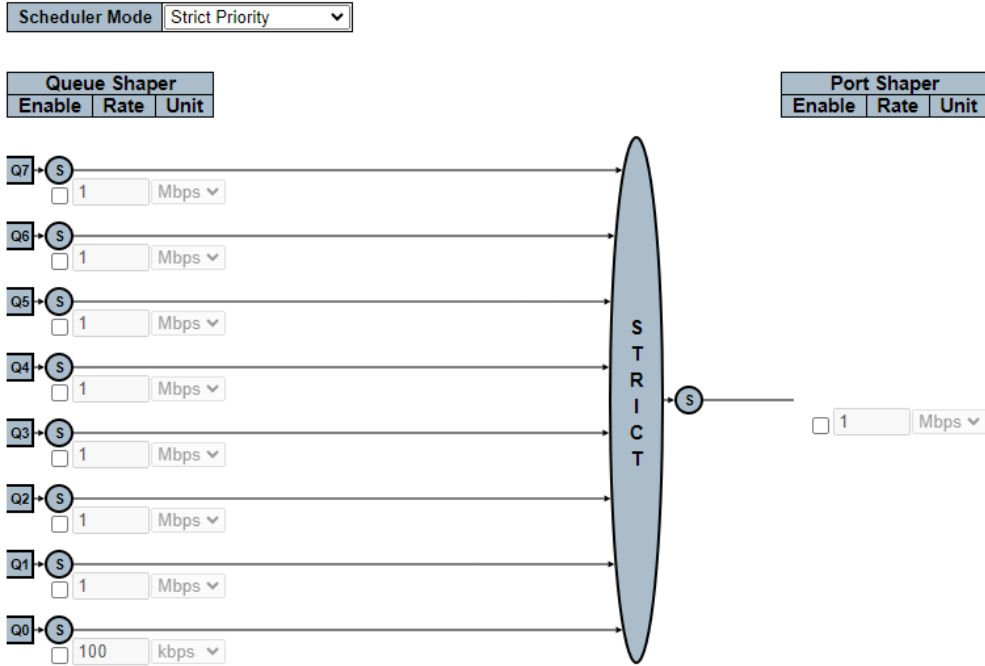 Scheduler Mode Strict Priority
Queue Shaper Port Shaper
Enable Rate Unit Enable Rate Unit
Q7 S
1 Mbps
Q6 S
1 Mbps
Q5 S
1 Mbps
Q4 S
1 Mbps
Q3 S
1 Mbps
Q2 S
1 Mbps
Q1 S
1 Mbps
Q0 S
100 kbps
S
T
R
I
C
T
S
1 Mbps